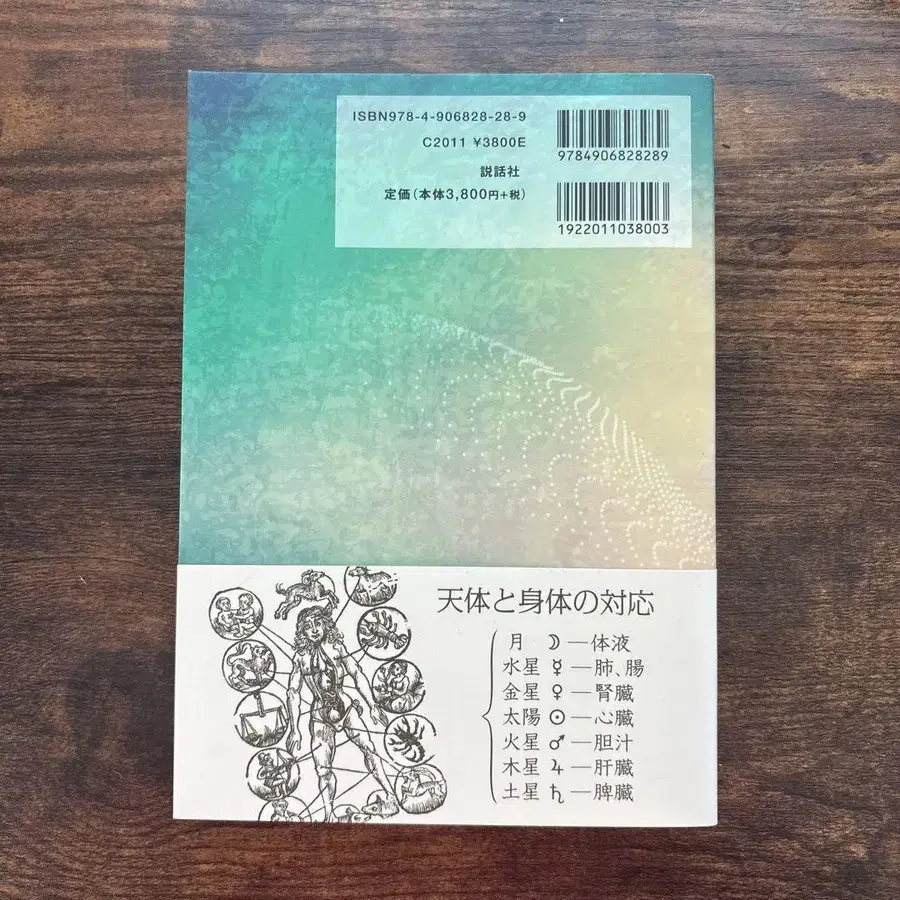 ISBN978-4-906828-28-9
C2011 ¥3800E
説話社
定価(本体3,800円+税)
9784906828289
1922011038003
天体と身体の対応
月 ☽—体液
水星 ☿—肺、腸
金星 ♀—腎臓
太陽 ☉—心臓
火星 ♂—胆汁
木星 ♃—肝臓
土星 ♄—脾臓